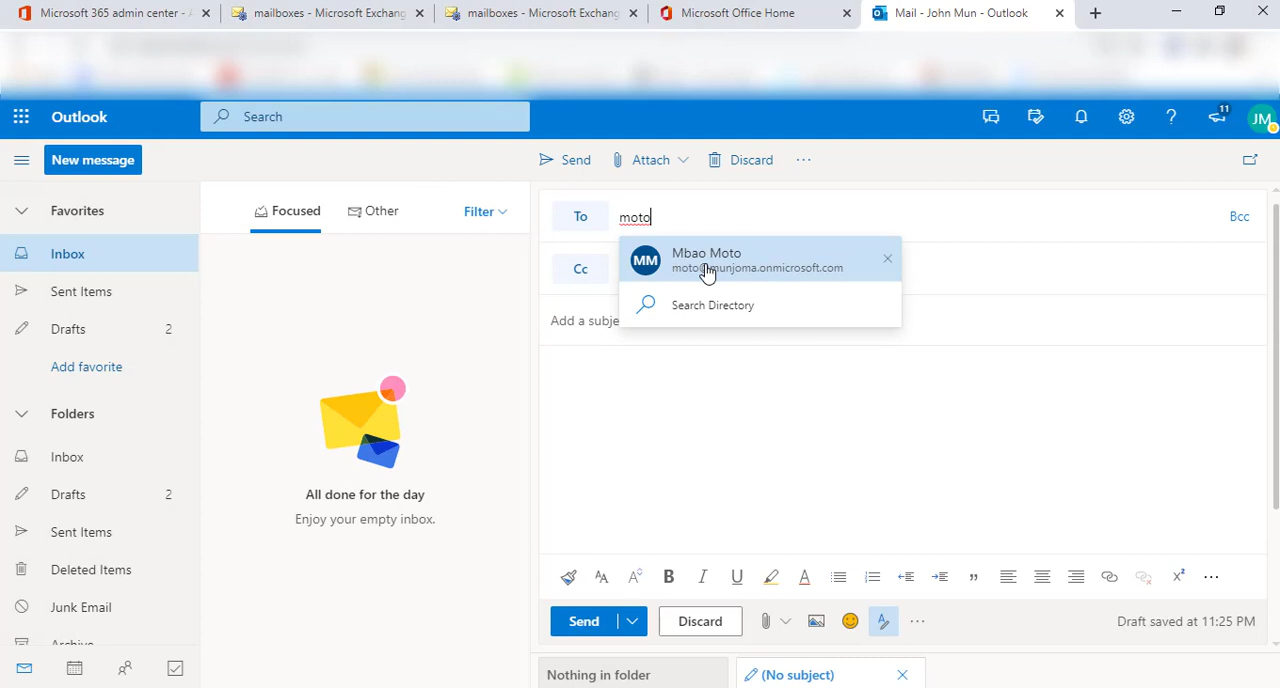 Microsoft 365 admin center - A
mailboxes - Microsoft Exchang
mailboxes - Microsoft Exchang
Microsoft Office Home
Mail - John Mun - Outlook
Outlook
Search
11
JM
New message
Send
Attach
Discard
Favorites
Focused
Other
Filter
To
moto
Bcc
Inbox
MM
Mbao Moto
moto@munjoma.onmicrosoft.com
Cc
Sent Items
Search Directory
Add a subje
Drafts 2
Add favorite
Folders
Inbox
Drafts 2
All done for the day
Enjoy your empty inbox.
Sent Items
Deleted Items
Junk Email
Archive
Send
Discard
Draft saved at 11:25 PM
Nothing in folder
(No subject)